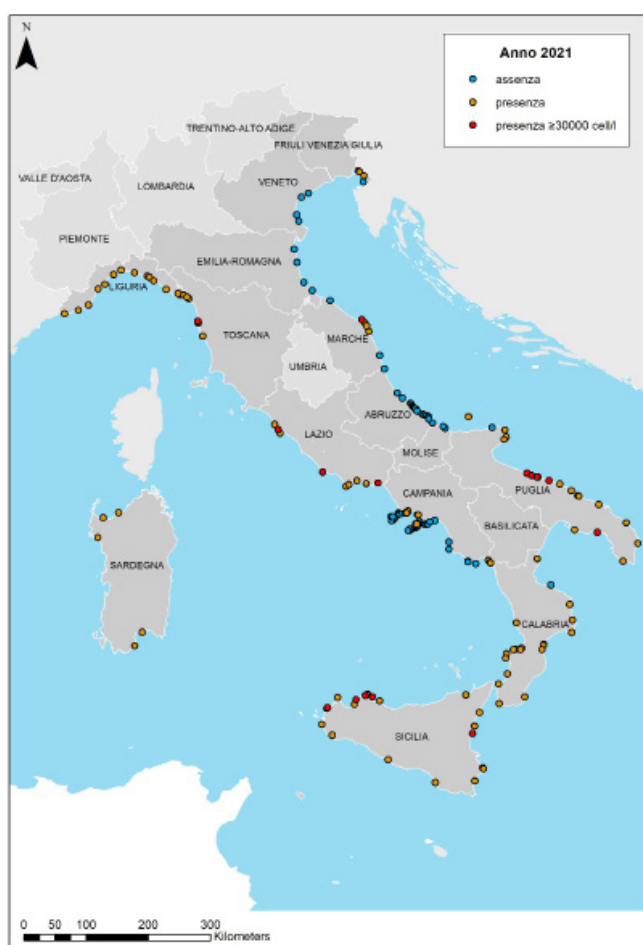 N
Anno 2021
assenza
presenza
presenza ≥30000 cell/l
TRENTINO-ALTO ADIGE
FRIULI VENEZIA GIULIA
VALLE D'AOSTA
LOMBARDIA
VENETO
PIEMONTE
EMILIA-ROMAGNA
LIGURIA
TOSCANA
MARCHE
UMBRIA
ABRUZZO
LAZIO
MOLISE
CAMPANIA
PUGLIA
BASILICATA
SARDEGNA
CALABRIA
SICILIA
0 25 50 100 200 300
Kilometers